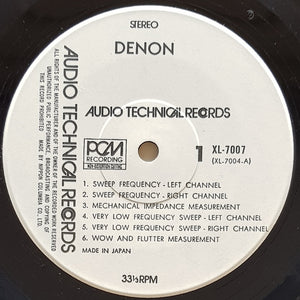 STEREO
DENON
AUDIO TECHNICAL RECORDS
PCM
RECORDING
NON-DISTORTION CUTTING
1
XL-7007
(XL-7004-A)
1. SWEEP FREQUENCY - LEFT CHANNEL
2. SWEEP FREQUENCY - RIGHT CHANNEL
3. MECHANICAL IMPEDANCE MEASUREMENT
4. VERY LOW FREQUENCY SWEEP - LEFT CHANNEL
5. VERY LOW FREQUENCY SWEEP - RIGHT CHANNEL
6. WOW AND FLUTTER MEASUREMENT
MADE IN JAPAN
33⅓RPM
AUDIO TECHNICAL RECORDS
ALL RIGHTS OF THE MANUFACTURER AND OF THE OWNER OF THE RECORDED WORK RESERVED
UNAUTHORISED PUBLIC PERFORMANCE BROADCASTING AND COPYING OF
THIS RECORD PROHIBITED MADE BY NIPPON COLUMBIA CO., LTD.